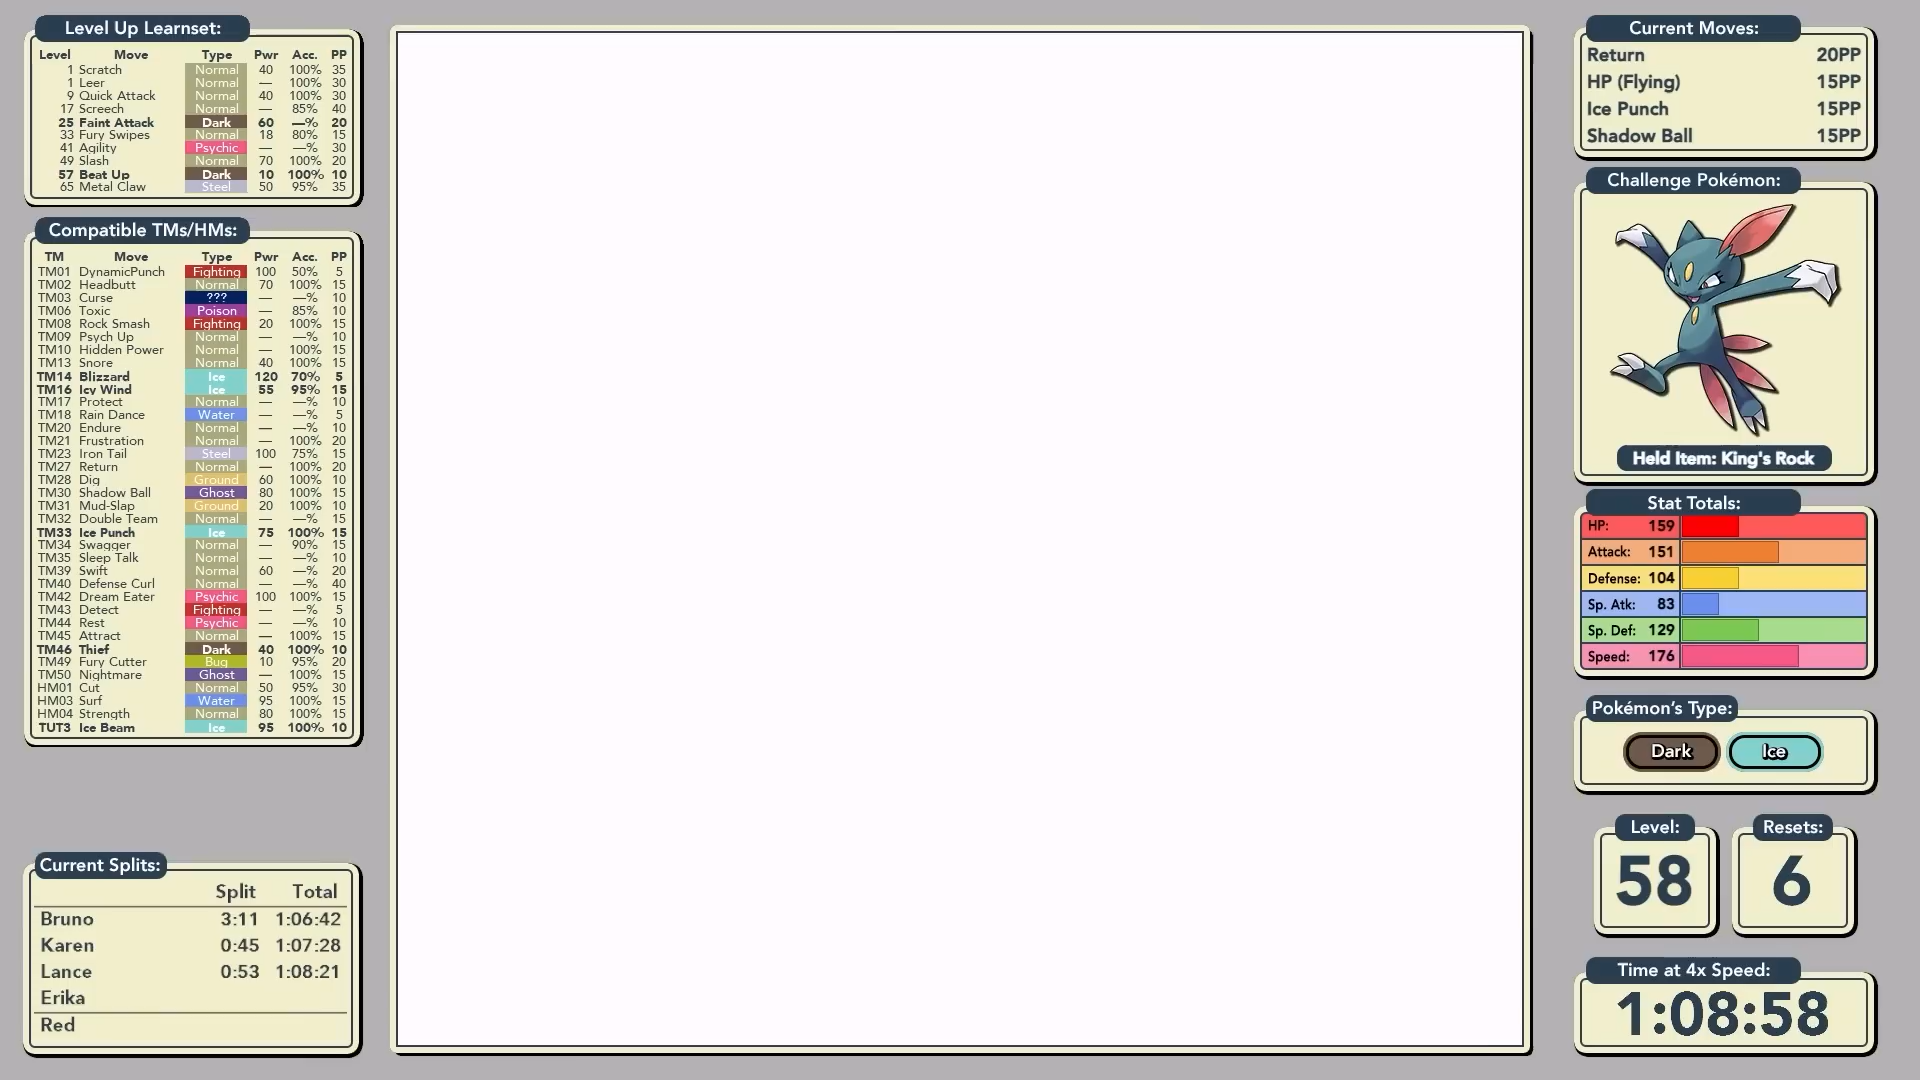 Level Up Learnset:
Level Move Type Pwr Acc. PP
1 Scratch Normal 40 100% 35
1 Leer Normal — 100% 30
9 Quick Attack Normal 40 100% 30
17 Screech Normal — 85% 40
25 Faint Attack Dark 60 —% 20
33 Fury Swipes Normal 18 80% 15
41 Agility Psychic — —% 30
49 Slash Normal 70 100% 20
57 Beat Up Dark 10 100% 10
65 Metal Claw Steel 50 95% 35
Compatible TMs/HMs:
TM Move Type Pwr Acc. PP
TM01 DynamicPunch Fighting 100 50% 5
TM02 Headbutt Normal 70 100% 15
TM03 Curse ??? — —% 10
TM06 Toxic Poison — 85% 10
TM08 Rock Smash Fighting 20 100% 15
TM09 Psych Up Normal — —% 10
TM10 Hidden Power Normal — 100% 15
TM13 Snore Normal 40 100% 15
TM14 Blizzard Ice 120 70% 5
TM16 Icy Wind Ice 55 95% 15
TM17 Protect Normal — —% 10
TM18 Rain Dance Water — —% 5
TM20 Endure Normal — —% 10
TM21 Frustration Normal — 100% 20
TM23 Iron Tail Steel 100 75% 15
TM27 Return Normal — 100% 20
TM28 Dig Ground 60 100% 10
TM30 Shadow Ball Ghost 80 100% 15
TM31 Mud-Slap Ground 20 100% 10
TM32 Double Team Normal — —% 15
TM33 Ice Punch Ice 75 100% 15
TM34 Swagger Normal — 90% 15
TM35 Sleep Talk Normal — —% 10
TM39 Swift Normal 60 —% 20
TM40 Defense Curl Normal — —% 40
TM42 Dream Eater Psychic 100 100% 15
TM43 Detect Fighting — —% 5
TM44 Rest Psychic — —% 10
TM45 Attract Normal — 100% 15
TM46 Thief Dark 40 100% 10
TM49 Fury Cutter Bug 10 95% 20
TM50 Nightmare Ghost — 100% 15
HM01 Cut Normal 50 95% 30
HM03 Surf Water 95 100% 15
HM04 Strength Normal 80 100% 15
TUT3 Ice Beam Ice 95 100% 10
Current Splits:
Split Total
Bruno 3:11 1:06:42
Karen 0:45 1:07:28
Lance 0:53 1:08:21
Erika
Red
Current Moves:
Return 20PP
HP (Flying) 15PP
Ice Punch 15PP
Shadow Ball 15PP
Challenge Pokémon:
Held Item: King's Rock
Stat Totals:
HP: 159
Attack: 151
Defense: 104
Sp. Atk: 83
Sp. Def: 129
Speed: 176
Pokémon's Type:
Dark Ice
Level: Resets:
58 6
Time at 4x Speed:
1:08:58